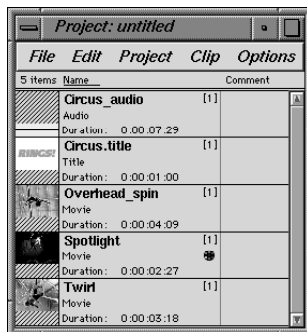 Project: untitled
File Edit Project Clip Options
5 items Name Comment
Circus_audio [1]
Audio
Duration: 0:00:07:29
RINGS!
Circus.title [1]
Title
Duration: 0:00:01:00
Overhead_spin [1]
Movie
Duration: 0:00:04:09
Spotlight [1]
Movie
Duration: 0:00:02:27
Twirl [1]
Movie
Duration: 0:00:03:18